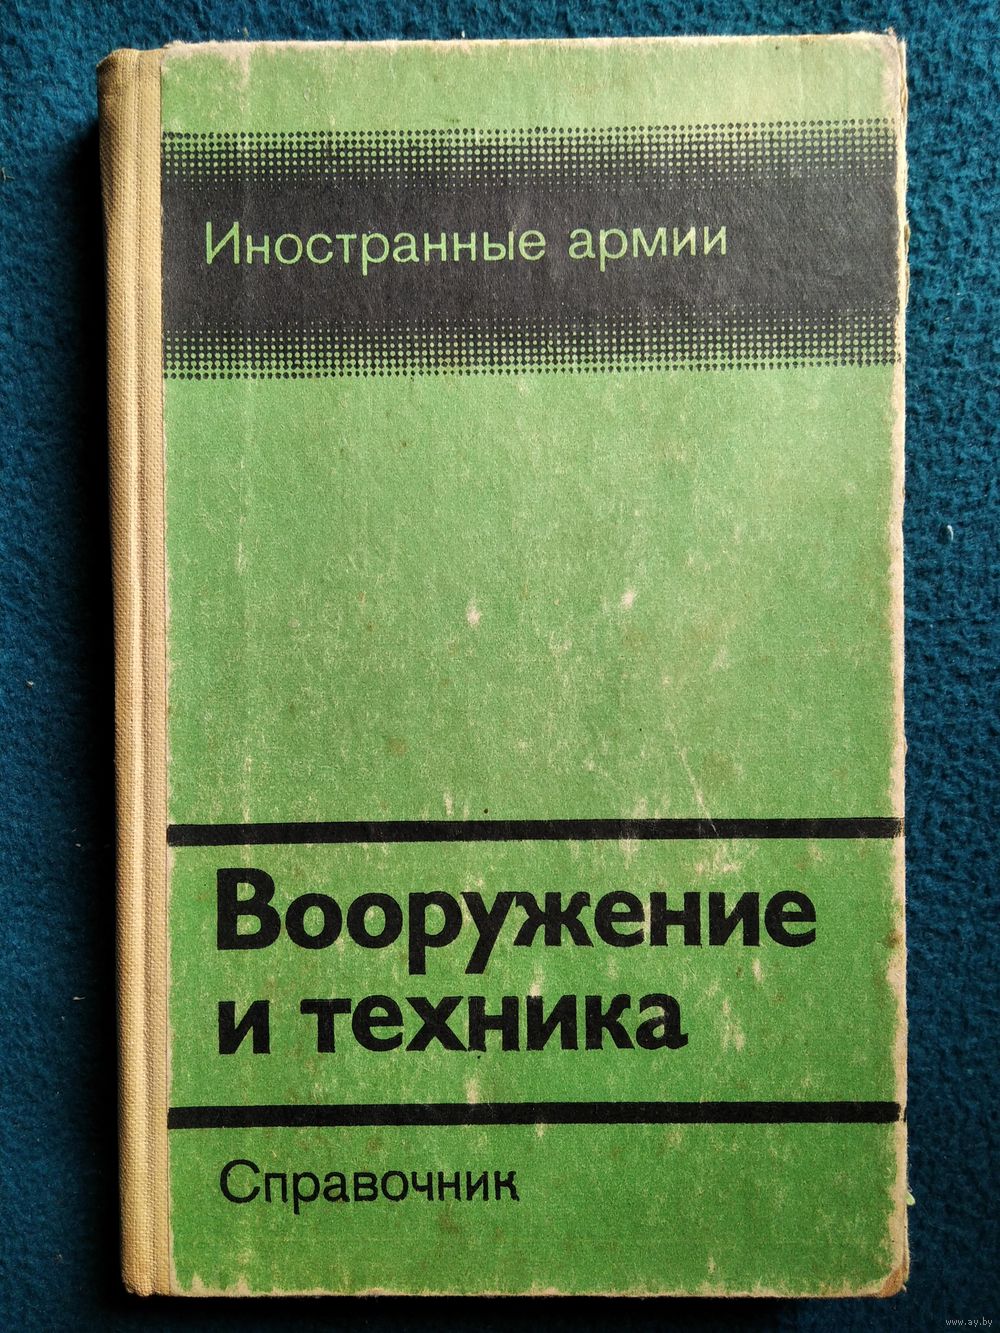 Иностранные армии
Вооружение
и техника
Справочник
www.ay.by